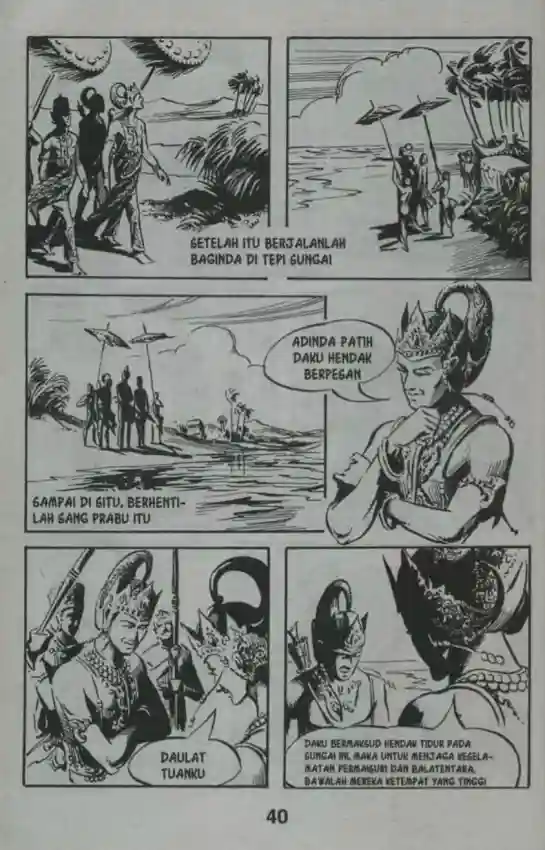 SETELAH ITU BERJALANLAH
BAGINDA DI TEPI SUNGAI
SAMPAI DI SITU, BERHENTI-
LAH SANG PRABU ITU
ADINDA PATIH
DAKU HENDAK
BERPESAN
DAULAT
TUANKU
DAKU BERMAKSUD HENDAK TIDUR PADA
SUNGAI INI, MAKA UNTUK MENJAGA KESELA-
MATAN PERMAISURI DAN BALATENTARA,
BAWALAH MEREKA KETEMPAT YANG TINGGI
40